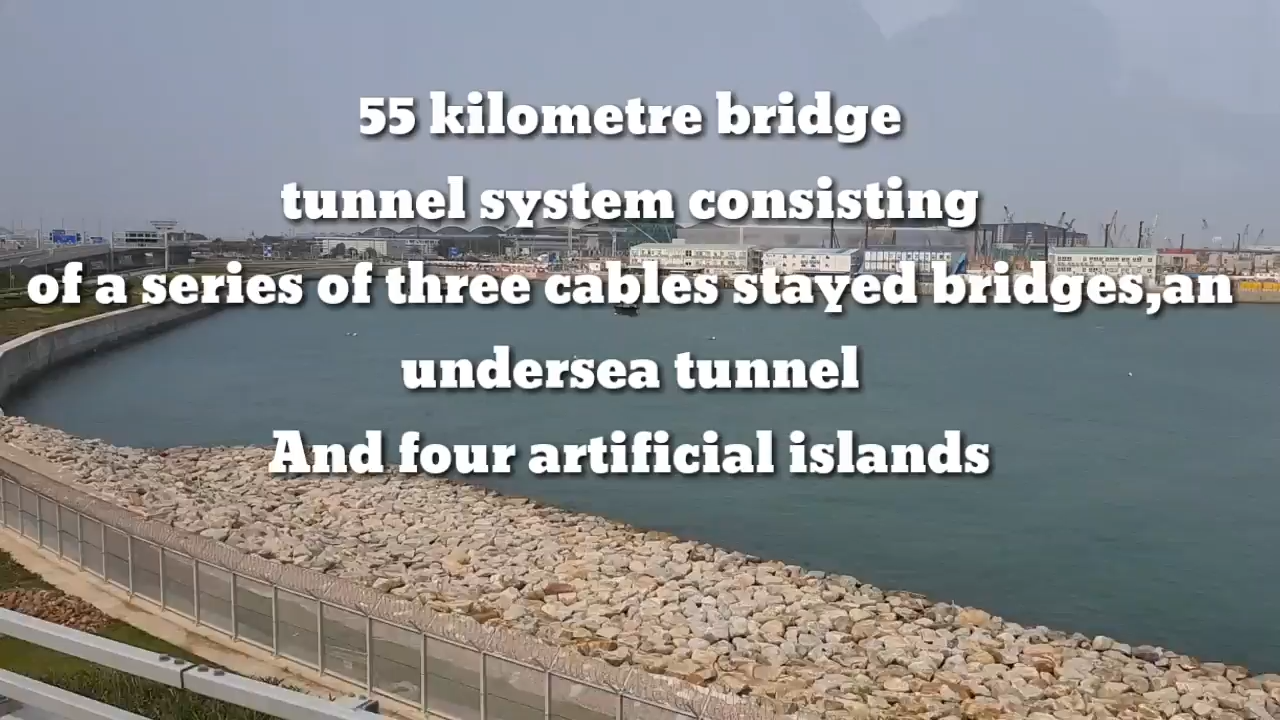 55 kilometre bridge
tunnel system consisting
of a series of three cables stayed bridges,an
undersea tunnel
And four artificial islands